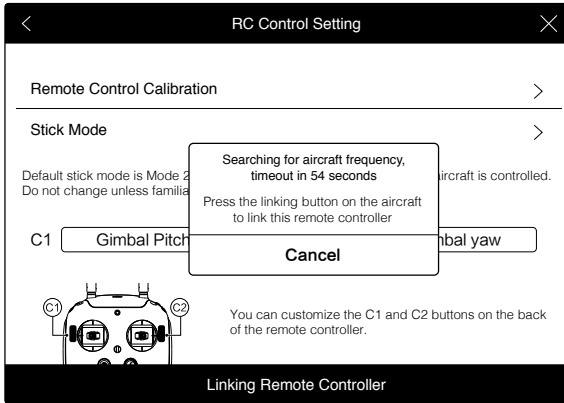 RC Control Setting
Remote Control Calibration
Stick Mode
Default stick mode is Mode 2
Do not change unless familia
ircraft is controlled.
Searching for aircraft frequency,
timeout in 54 seconds
Press the linking button on the aircraft
to link this remote controller
Cancel
C1 Gimbal Pitch
nbal yaw
C1
C2
You can customize the C1 and C2 buttons on the back
of the remote controller.
Linking Remote Controller